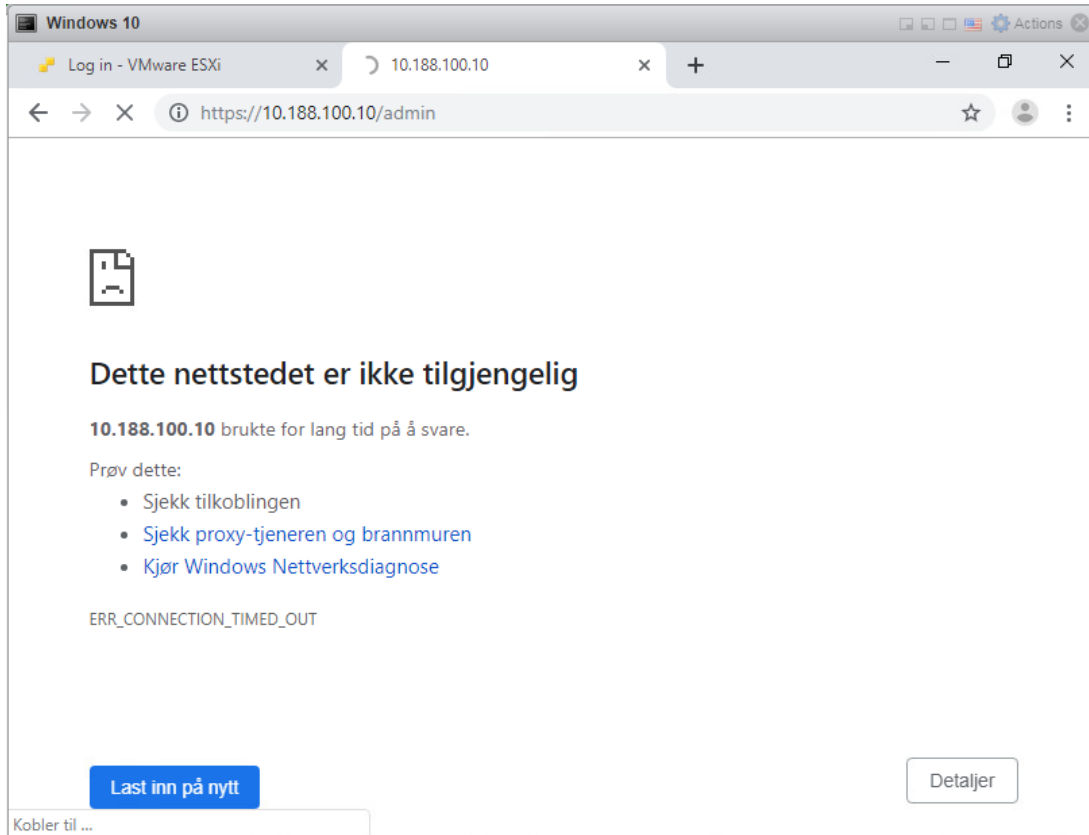 Windows 10
Actions
Log in - VMware ESXi
10.188.100.10
https://10.188.100.10/admin
Dette nettstedet er ikke tilgjengelig
10.188.100.10 brukte for lang tid på å svare.
Prøv dette:
• Sjekk tilkoblingen
• Sjekk proxy-tjeneren og brannmuren
• Kjør Windows Nettverksdiagnose
ERR_CONNECTION_TIMED_OUT
Last inn på nytt
Detaljer
Kobler til ...